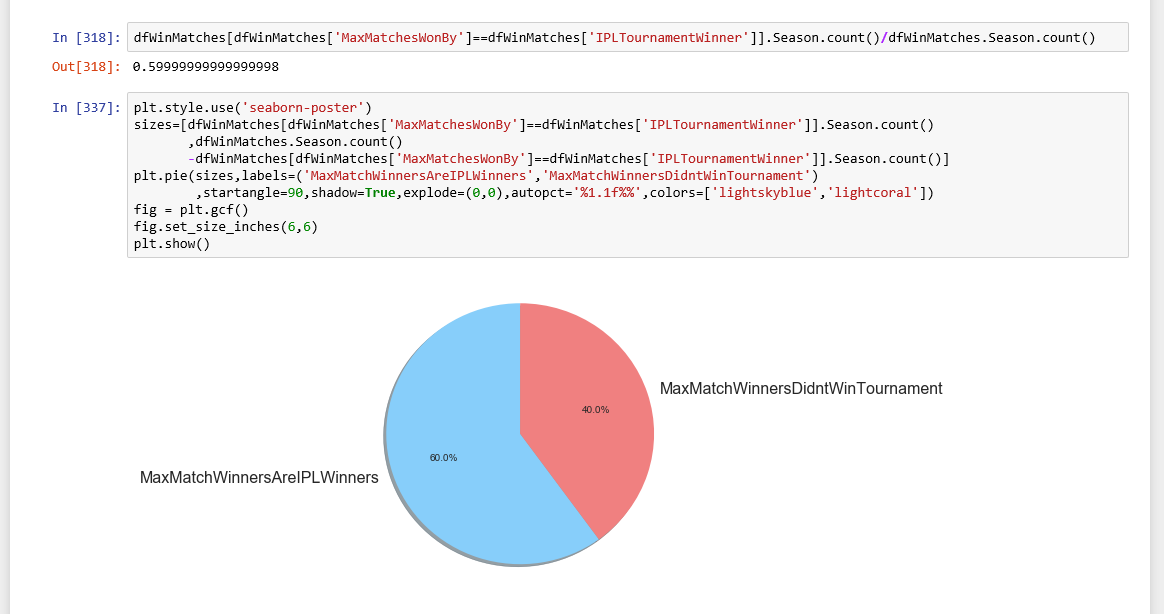 In [318]: dfWinMatches[dfWinMatches['MaxMatchesWonBy']==dfWinMatches['IPLTournamentWinner']].Season.count()/dfWinMatches.Season.count()
Out[318]: 0.59999999999999998
In [337]: plt.style.use('seaborn-poster')
sizes=[dfWinMatches[dfWinMatches['MaxMatchesWonBy']==dfWinMatches['IPLTournamentWinner']].Season.count()
,dfWinMatches.Season.count()
-dfWinMatches[dfWinMatches['MaxMatchesWonBy']==dfWinMatches['IPLTournamentWinner']].Season.count()]
plt.pie(sizes,labels=('MaxMatchWinnersAreIPLWinners','MaxMatchWinnersDidntWinTournament')
,startangle=90,shadow=True,explode=(0,0),autopct='%1.1f%%',colors=['lightskyblue','lightcoral'])
fig = plt.gcf()
fig.set_size_inches(6,6)
plt.show()
MaxMatchWinnersDidntWinTournament
40.0%
60.0%
MaxMatchWinnersAreIPLWinners